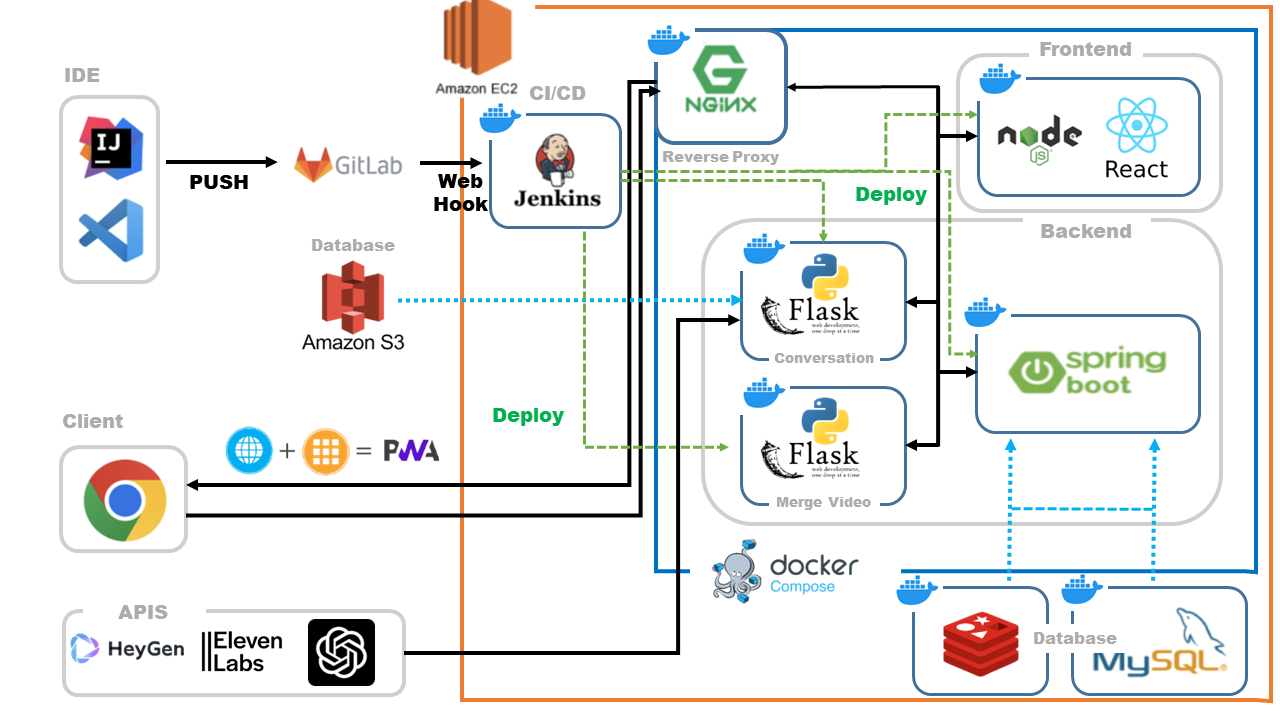 Amazon EC2
IDE
IJ
PUSH
GitLab
Web
Hook
CI/CD
Jenkins
NGiNX
Reverse Proxy
Frontend
node
JS
React
Deploy
Backend
Database
Amazon S3
Flask
web development,
one drop at a time
Conversation
spring
boot
Deploy
Flask
web development,
one drop at a time
Merge Video
Client
+
=
PWA
docker
Compose
APIS
HeyGen
IIEleven
Labs
Database
MySQL®